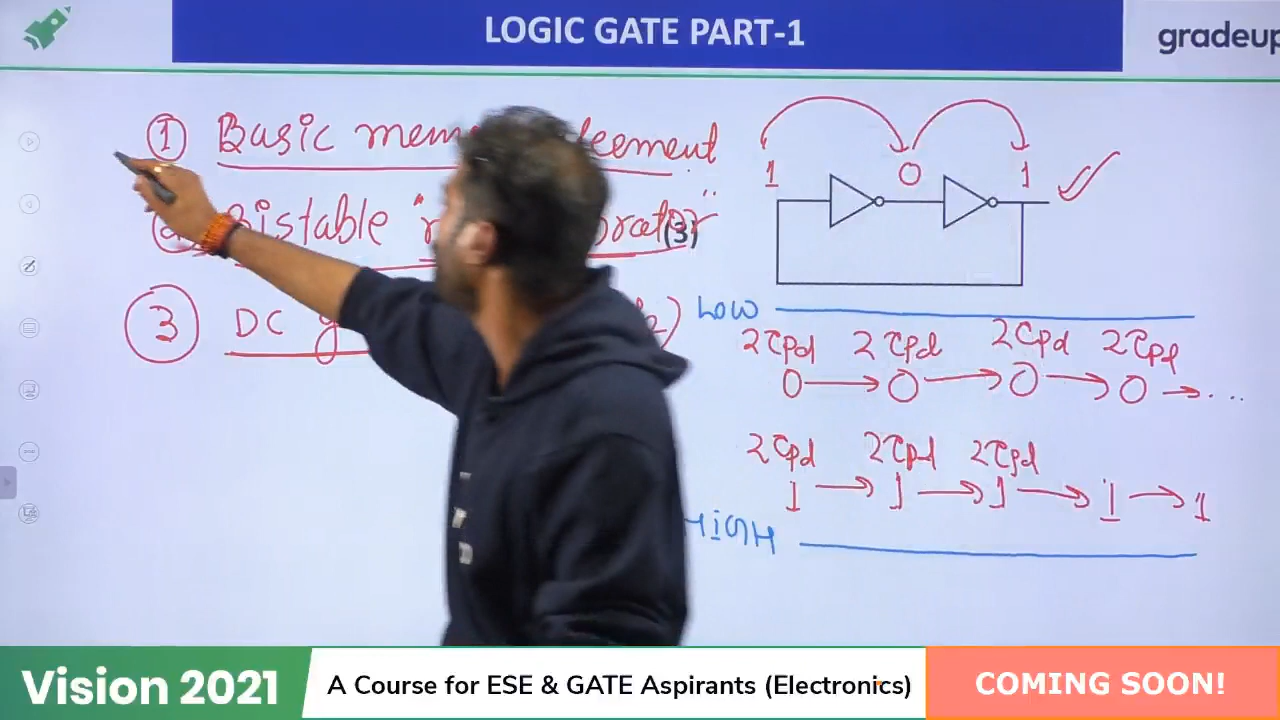 LOGIC GATE PART-1
gradeup
① Basic mem eement
Bistable
(3)
③ DC
1 0 1
LOW
2τpd 2τpd 2τpd 2τpd
0 → 0 → 0 → 0 → ...
2τpd 2τpd 2τpd
1 → 1 → 1 → 1 → 1
HIGH
Vision 2021
A Course for ESE & GATE Aspirants (Electronics)
COMING SOON!